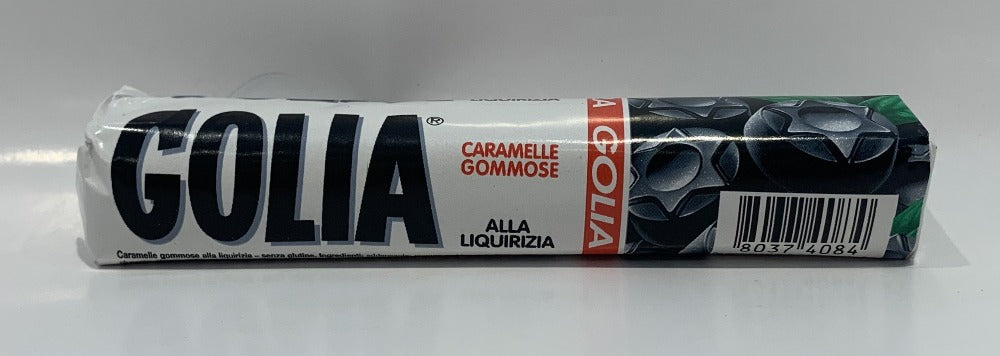 LIQUIRIZIA
GOLIA®
CARAMELLE
GOMMOSE
ALLA
LIQUIRIZIA
A GOLIA
8037 4084
Caramelle gommose alla liquirizia – senza glutine. Ingredienti: